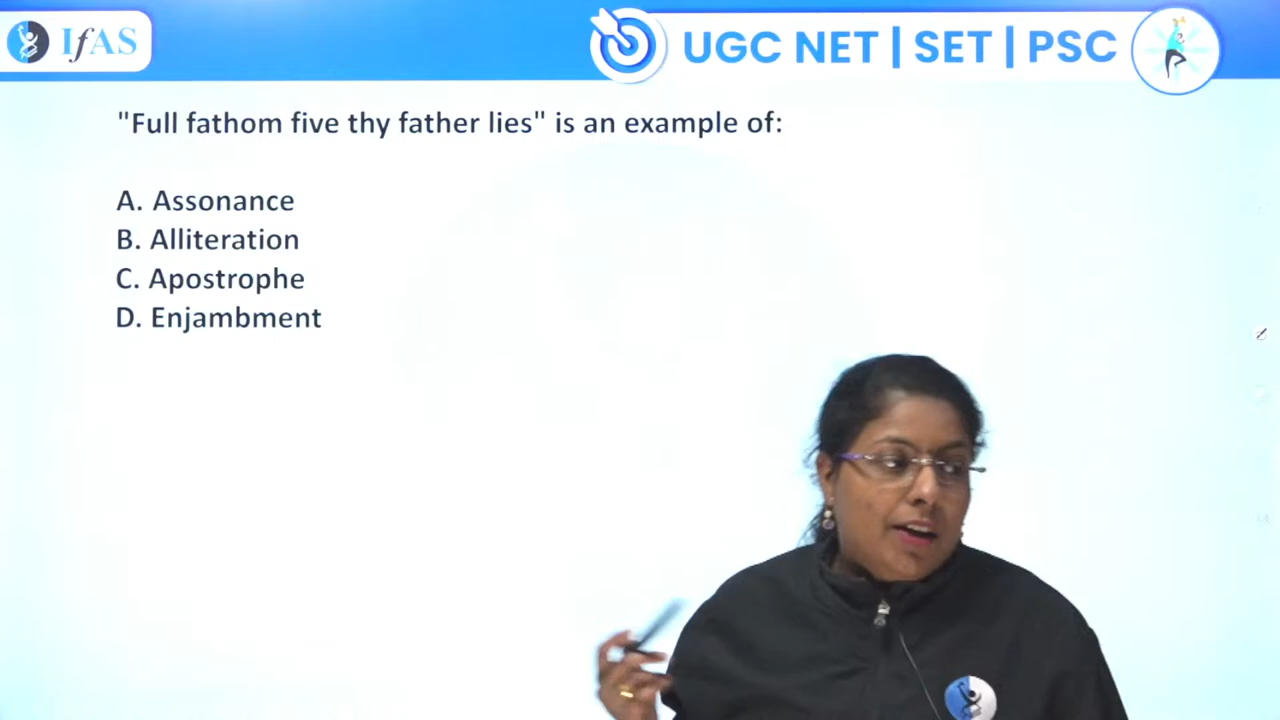 IfAS
UGC NET | SET | PSC
"Full fathom five thy father lies" is an example of:
A. Assonance
B. Alliteration
C. Apostrophe
D. Enjambment